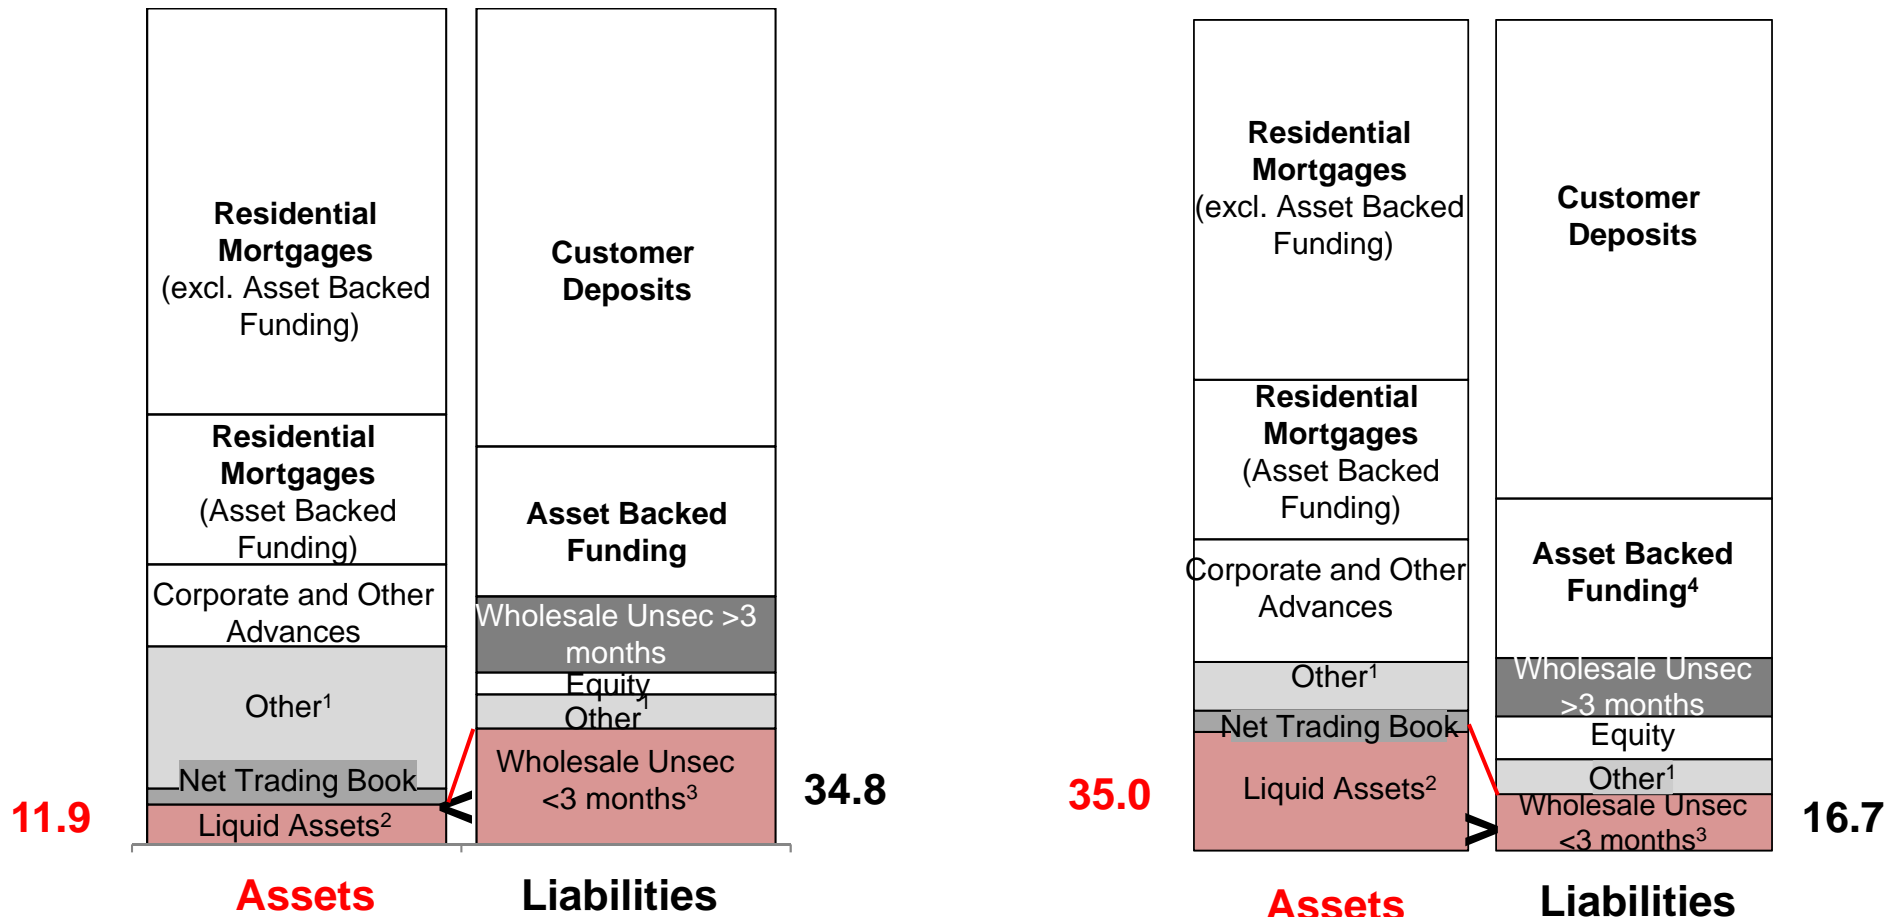 Residential
Mortgages
(excl. Asset Backed
Funding)
Residential
Mortgages
(Asset Backed
Funding)
Corporate and Other
Advances
Other¹
Net Trading Book
Liquid Assets²
11.9
Assets
Customer
Deposits
Asset Backed
Funding
Wholesale Unsec >3
months
Equity
Other¹
Wholesale Unsec
<3 months³
<
34.8
Liabilities
Residential
Mortgages
(excl. Asset Backed
Funding)
Residential
Mortgages
(Asset Backed
Funding)
Corporate and Other
Advances
Other¹
Net Trading Book
Liquid Assets²
35.0
Assets
Customer
Deposits
Asset Backed
Funding⁴
Wholesale Unsec
>3 months
Equity
Other¹
Wholesale Unsec
<3 months³
>
16.7
Liabilities